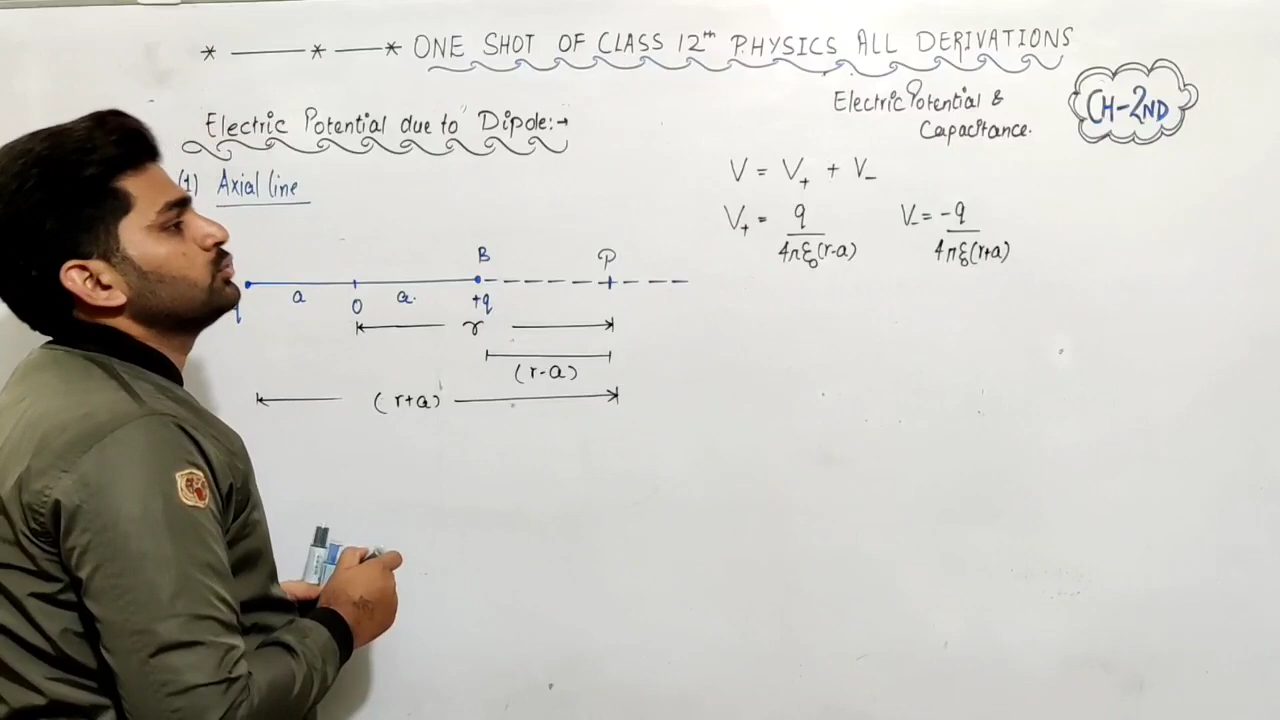 * —— * — * ONE SHOT OF CLASS 12th PHYSICS ALL DERIVATIONS
Electric Potential & Capacitance.
CH-2ND
Electric Potential due to Dipole:→
(1) Axial line
B
P
a
O
a.
+q
q
r
(r-a)
(r+a)
V = V₊ + V₋
V₊ = q / 4πε₀(r-a)
V₋ = -q / 4πε₀(r+a)